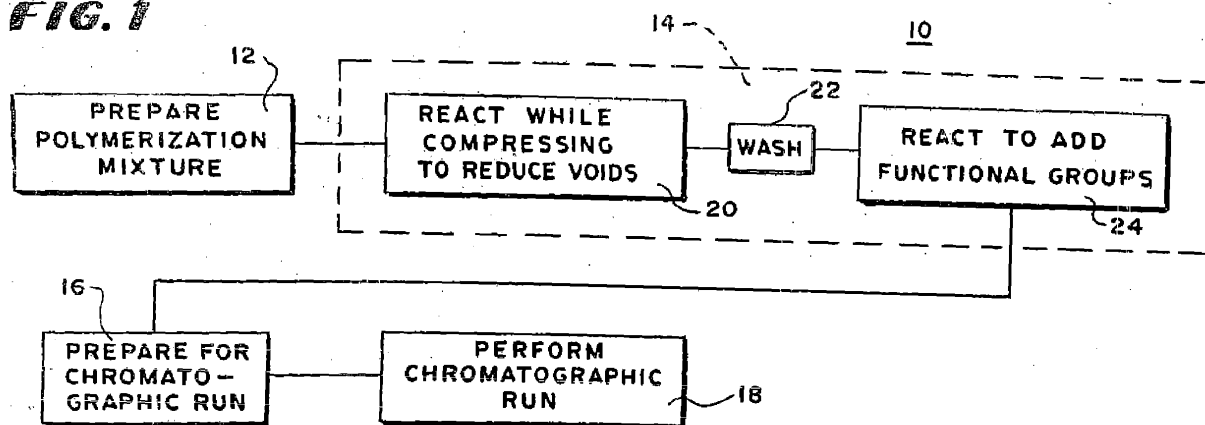 FIG. 1
10
14
12
22
PREPARE
POLYMERIZATION
MIXTURE
REACT WHILE
COMPRESSING
TO REDUCE VOIDS
20
WASH
REACT TO ADD
FUNCTIONAL GROUPS
24
16
PREPARE FOR
CHROMATO-
GRAPHIC RUN
PERFORM
CHROMATOGRAPHIC
RUN
18